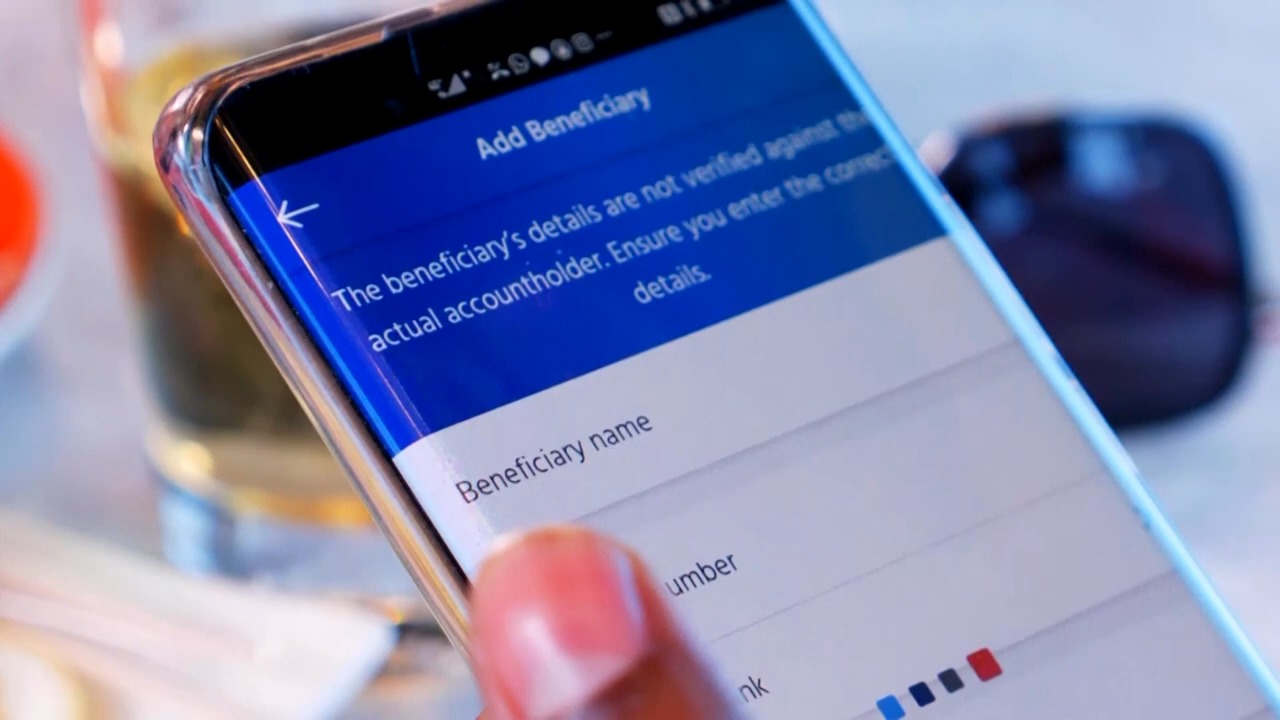 Add Beneficiary
The beneficiary's details are not verified against the
actual accountholder. Ensure you enter the correct
details.
Beneficiary name
umber
nk